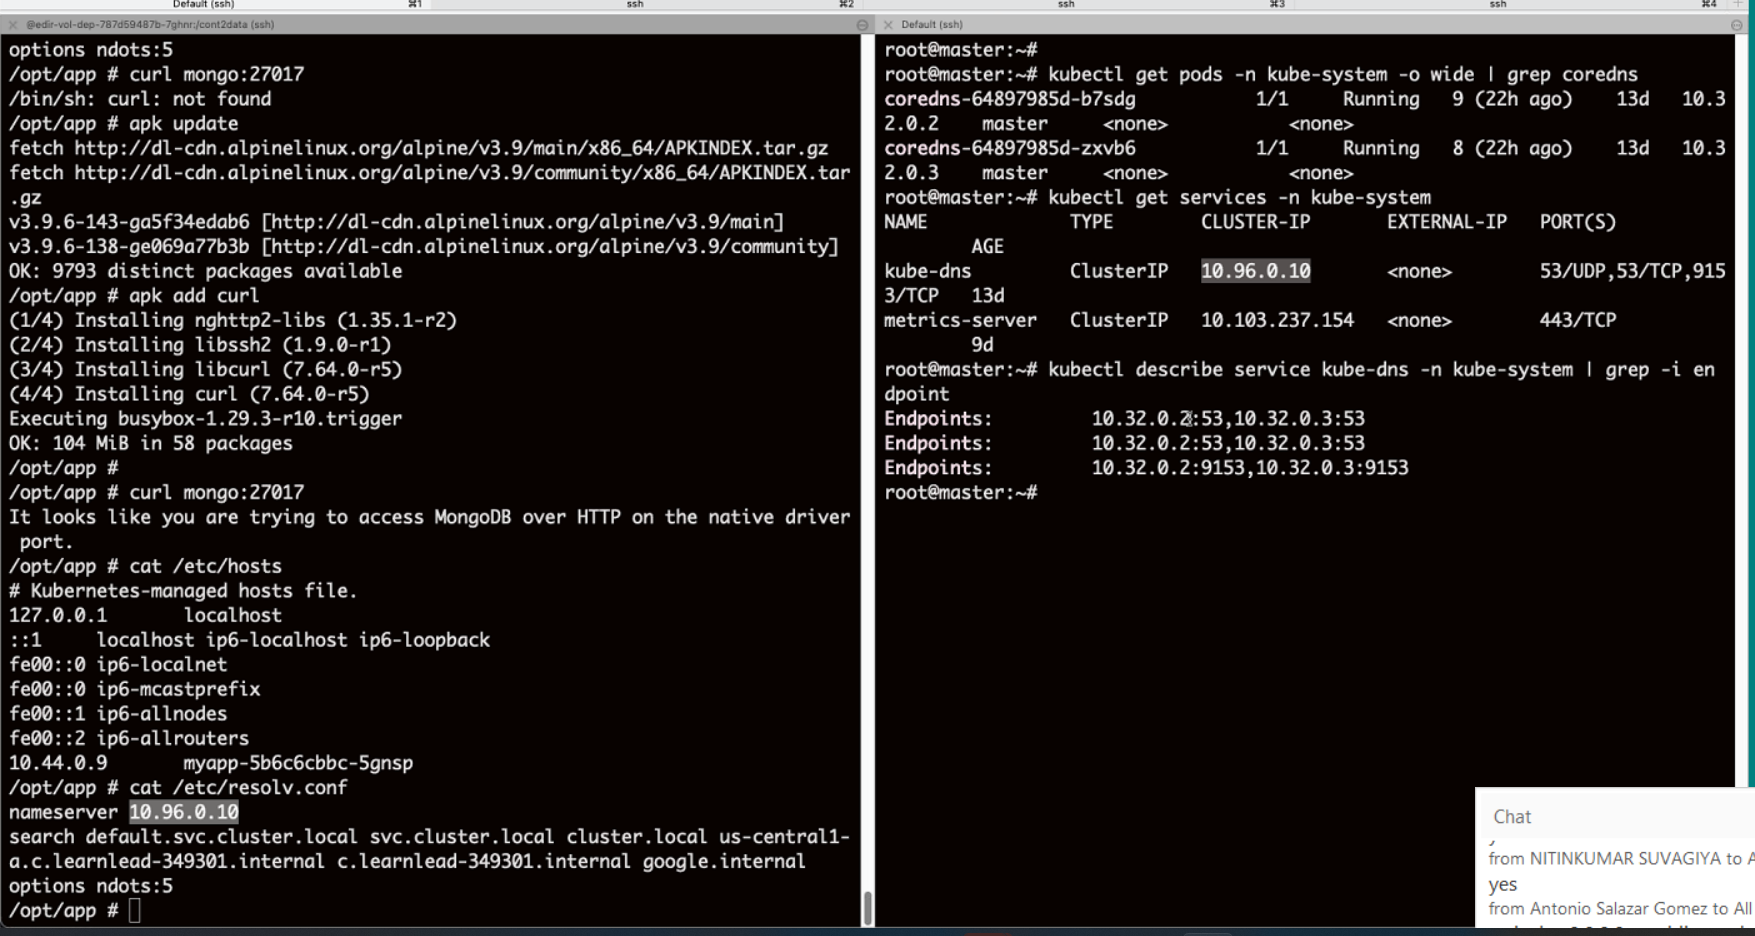 Default (ssh) ⌘1 ssh ⌘2 ssh ⌘3 ssh ⌘4
@edir-vol-dep-787d59487b-7ghnr:/cont2data (ssh)
options ndots:5
/opt/app # curl mongo:27017
/bin/sh: curl: not found
/opt/app # apk update
fetch http://dl-cdn.alpinelinux.org/alpine/v3.9/main/x86_64/APKINDEX.tar.gz
fetch http://dl-cdn.alpinelinux.org/alpine/v3.9/community/x86_64/APKINDEX.tar
.gz
v3.9.6-143-ga5f34edab6 [http://dl-cdn.alpinelinux.org/alpine/v3.9/main]
v3.9.6-138-ge069a77b3b [http://dl-cdn.alpinelinux.org/alpine/v3.9/community]
OK: 9793 distinct packages available
/opt/app # apk add curl
(1/4) Installing nghttp2-libs (1.35.1-r2)
(2/4) Installing libssh2 (1.9.0-r1)
(3/4) Installing libcurl (7.64.0-r5)
(4/4) Installing curl (7.64.0-r5)
Executing busybox-1.29.3-r10.trigger
OK: 104 MiB in 58 packages
/opt/app #
/opt/app # curl mongo:27017
It looks like you are trying to access MongoDB over HTTP on the native driver
port.
/opt/app # cat /etc/hosts
# Kubernetes-managed hosts file.
127.0.0.1 localhost
::1 localhost ip6-localhost ip6-loopback
fe00::0 ip6-localnet
fe00::0 ip6-mcastprefix
fe00::1 ip6-allnodes
fe00::2 ip6-allrouters
10.44.0.9 myapp-5b6c6cbbc-5gnsp
/opt/app # cat /etc/resolv.conf
nameserver 10.96.0.10
search default.svc.cluster.local svc.cluster.local cluster.local us-central1-
a.c.learnlead-349301.internal c.learnlead-349301.internal google.internal
options ndots:5
/opt/app #
Default (ssh)
root@master:~#
root@master:~# kubectl get pods -n kube-system -o wide | grep coredns
coredns-64897985d-b7sdg 1/1 Running 9 (22h ago) 13d 10.3
2.0.2 master <none> <none>
coredns-64897985d-zxvb6 1/1 Running 8 (22h ago) 13d 10.3
2.0.3 master <none> <none>
root@master:~# kubectl get services -n kube-system
NAME TYPE CLUSTER-IP EXTERNAL-IP PORT(S)
AGE
kube-dns ClusterIP 10.96.0.10 <none> 53/UDP,53/TCP,915
3/TCP 13d
metrics-server ClusterIP 10.103.237.154 <none> 443/TCP
9d
root@master:~# kubectl describe service kube-dns -n kube-system | grep -i en
dpoint
Endpoints: 10.32.0.2:53,10.32.0.3:53
Endpoints: 10.32.0.2:53,10.32.0.3:53
Endpoints: 10.32.0.2:9153,10.32.0.3:9153
root@master:~#
Chat
from NITINKUMAR SUVAGIYA to A
yes
from Antonio Salazar Gomez to All